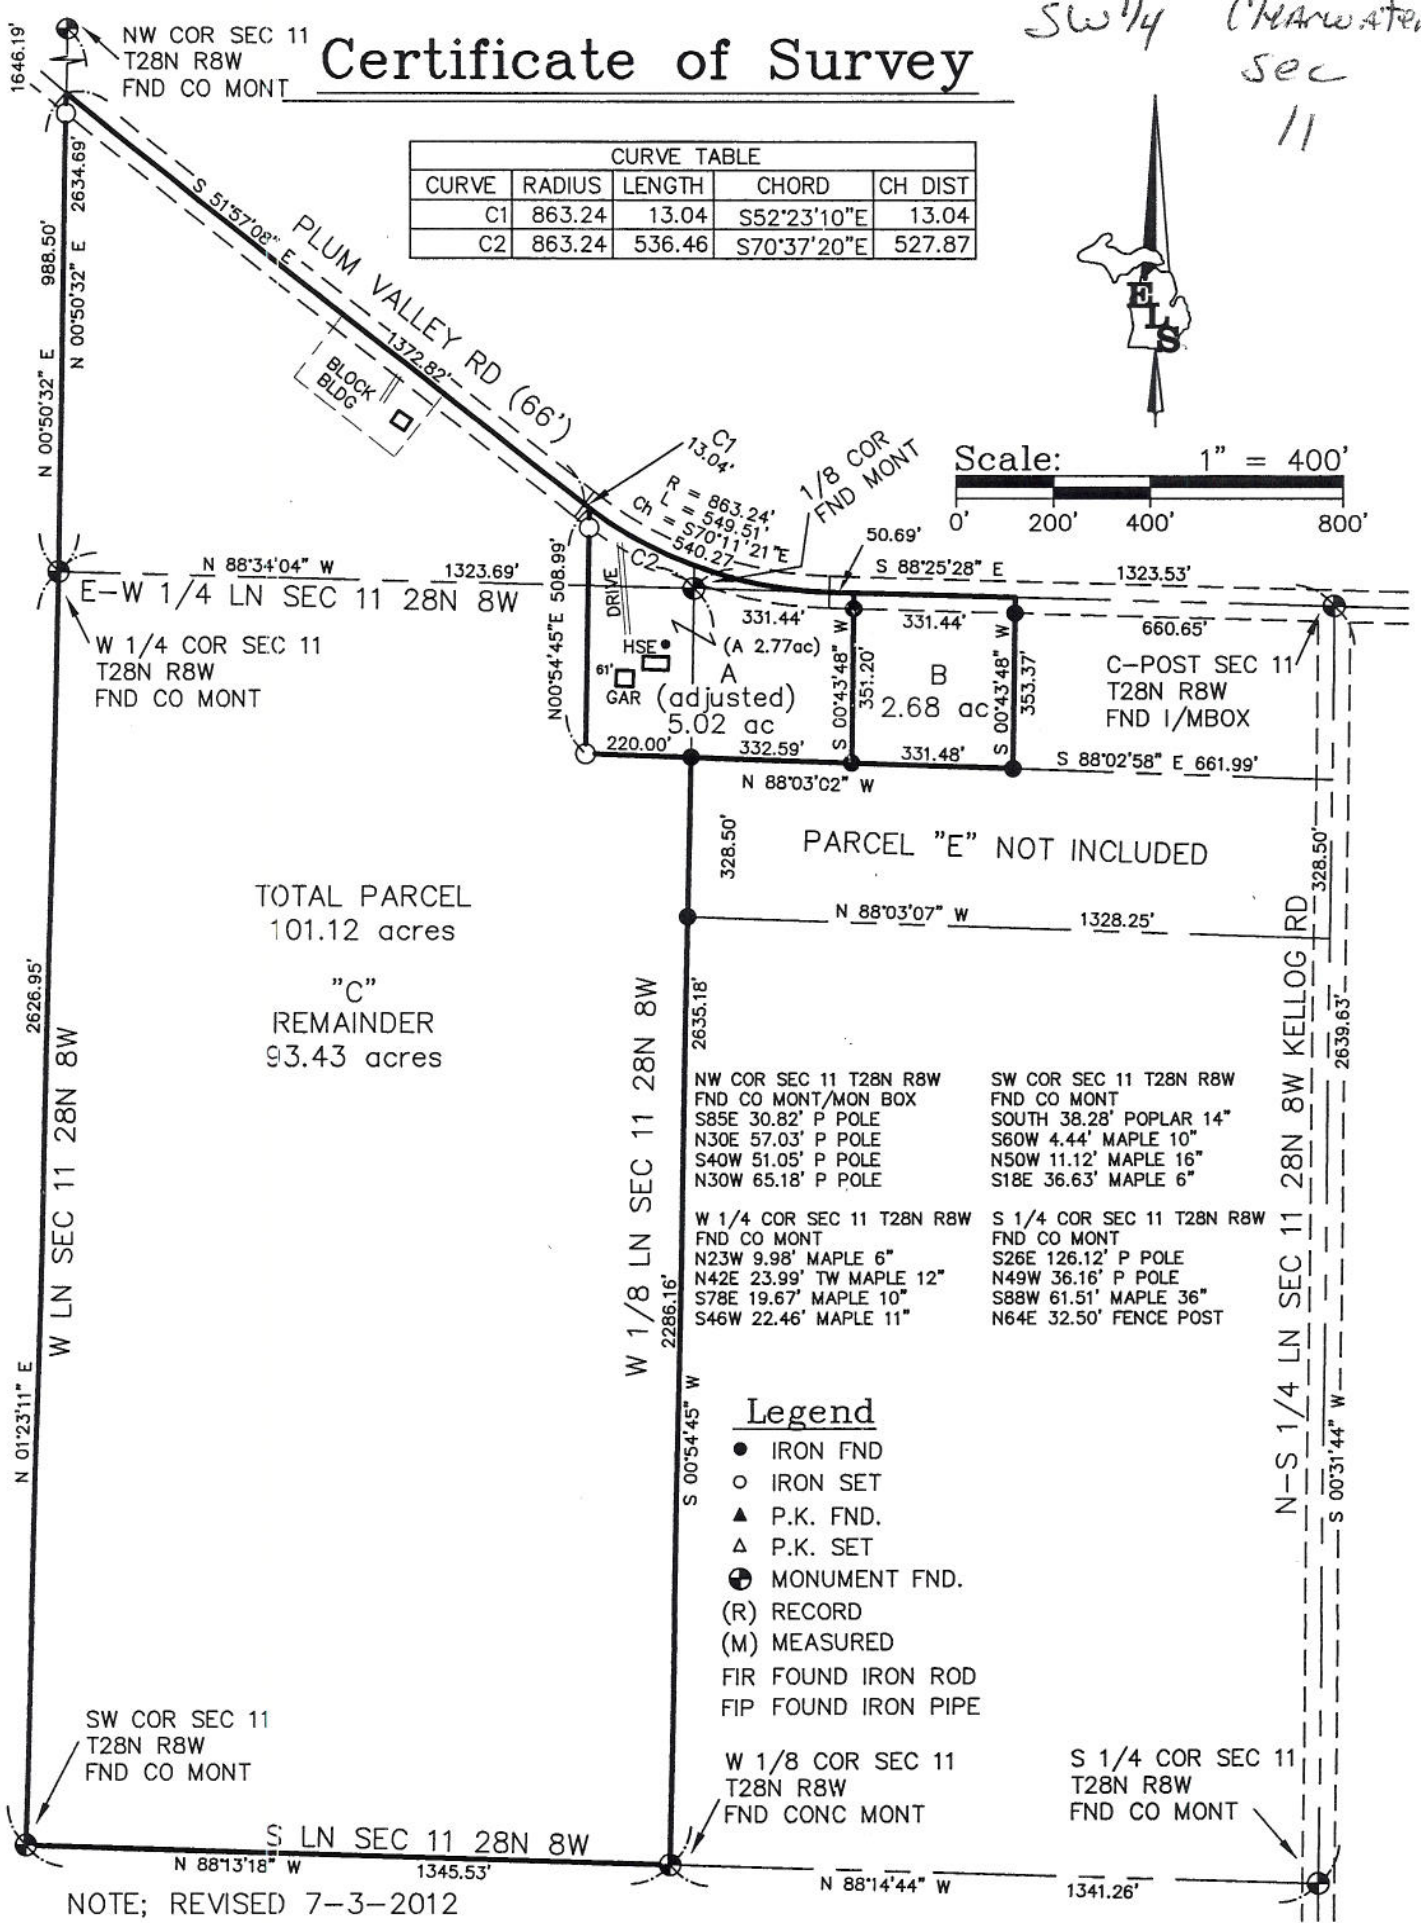 SW 1/4 Clearwater
Sec
11
1646.19'
NW COR SEC 11
T28N R8W
FND CO MONT
Certificate of Survey
CURVE TABLE
CURVE RADIUS LENGTH CHORD CH DIST
C1 863.24 13.04 S52°23'10"E 13.04
C2 863.24 536.46 S70°37'20"E 527.87
ELS
988.50'
N 00°50'32" E
N 00°50'32" E 2634.69'
S 51°57'08" E
1372.82'
PLUM VALLEY RD (66')
BLOCK
BLDG
C1
13.04'
R = 863.24'
L = 549.51'
Ch = S70°11'21"E
540.27'
C2
1/8 COR
FND MONT
50.69'
Scale: 1" = 400'
0' 200' 400' 800'
N 88°34'04" W 1323.69'
E-W 1/4 LN SEC 11 28N 8W
S 88°25'28" E 1323.53'
W 1/4 COR SEC 11
T28N R8W
FND CO MONT
N00°54'45"E 508.99'
DRIVE
HSE
61'
GAR
331.44'
331.44'
660.65'
(A 2.77ac)
A
(adjusted)
5.02 ac
S 00°43'48" W
351.20'
B
2.68 ac
S 00°43'48" W
353.37'
C-POST SEC 11
T28N R8W
FND I/MBOX
220.00' 332.59' 331.48'
N 88°03'02" W
S 88°02'58" E 661.99'
328.50'
PARCEL "E" NOT INCLUDED
328.50'
N 88°03'07" W 1328.25'
TOTAL PARCEL
101.12 acres
"C"
REMAINDER
93.43 acres
2626.95'
N 01°23'11" E
W LN SEC 11 28N 8W
W 1/8 LN SEC 11 28N 8W
2635.18'
2286.16'
S 00°54'45" W
N-S 1/4 LN SEC 11 28N 8W KELLOG RD
2639.63'
S 00°31'44" W
NW COR SEC 11 T28N R8W
FND CO MONT/MON BOX
S85E 30.82' P POLE
N30E 57.03' P POLE
S40W 51.05' P POLE
N30W 65.18' P POLE
SW COR SEC 11 T28N R8W
FND CO MONT
SOUTH 38.28' POPLAR 14"
S60W 4.44' MAPLE 10"
N50W 11.12' MAPLE 16"
S18E 36.63' MAPLE 6"
W 1/4 COR SEC 11 T28N R8W
FND CO MONT
N23W 9.98' MAPLE 6"
N42E 23.99' TW MAPLE 12"
S78E 19.67' MAPLE 10"
S46W 22.46' MAPLE 11"
S 1/4 COR SEC 11 T28N R8W
FND CO MONT
S26E 126.12' P POLE
N49W 36.16' P POLE
S88W 61.51' MAPLE 36"
N64E 32.50' FENCE POST
Legend
IRON FND
IRON SET
P.K. FND.
P.K. SET
MONUMENT FND.
(R) RECORD
(M) MEASURED
FIR FOUND IRON ROD
FIP FOUND IRON PIPE
SW COR SEC 11
T28N R8W
FND CO MONT
W 1/8 COR SEC 11
T28N R8W
FND CONC MONT
S 1/4 COR SEC 11
T28N R8W
FND CO MONT
S LN SEC 11 28N 8W
N 88°13'18" W 1345.53'
N 88°14'44" W 1341.26'
NOTE; REVISED 7-3-2012